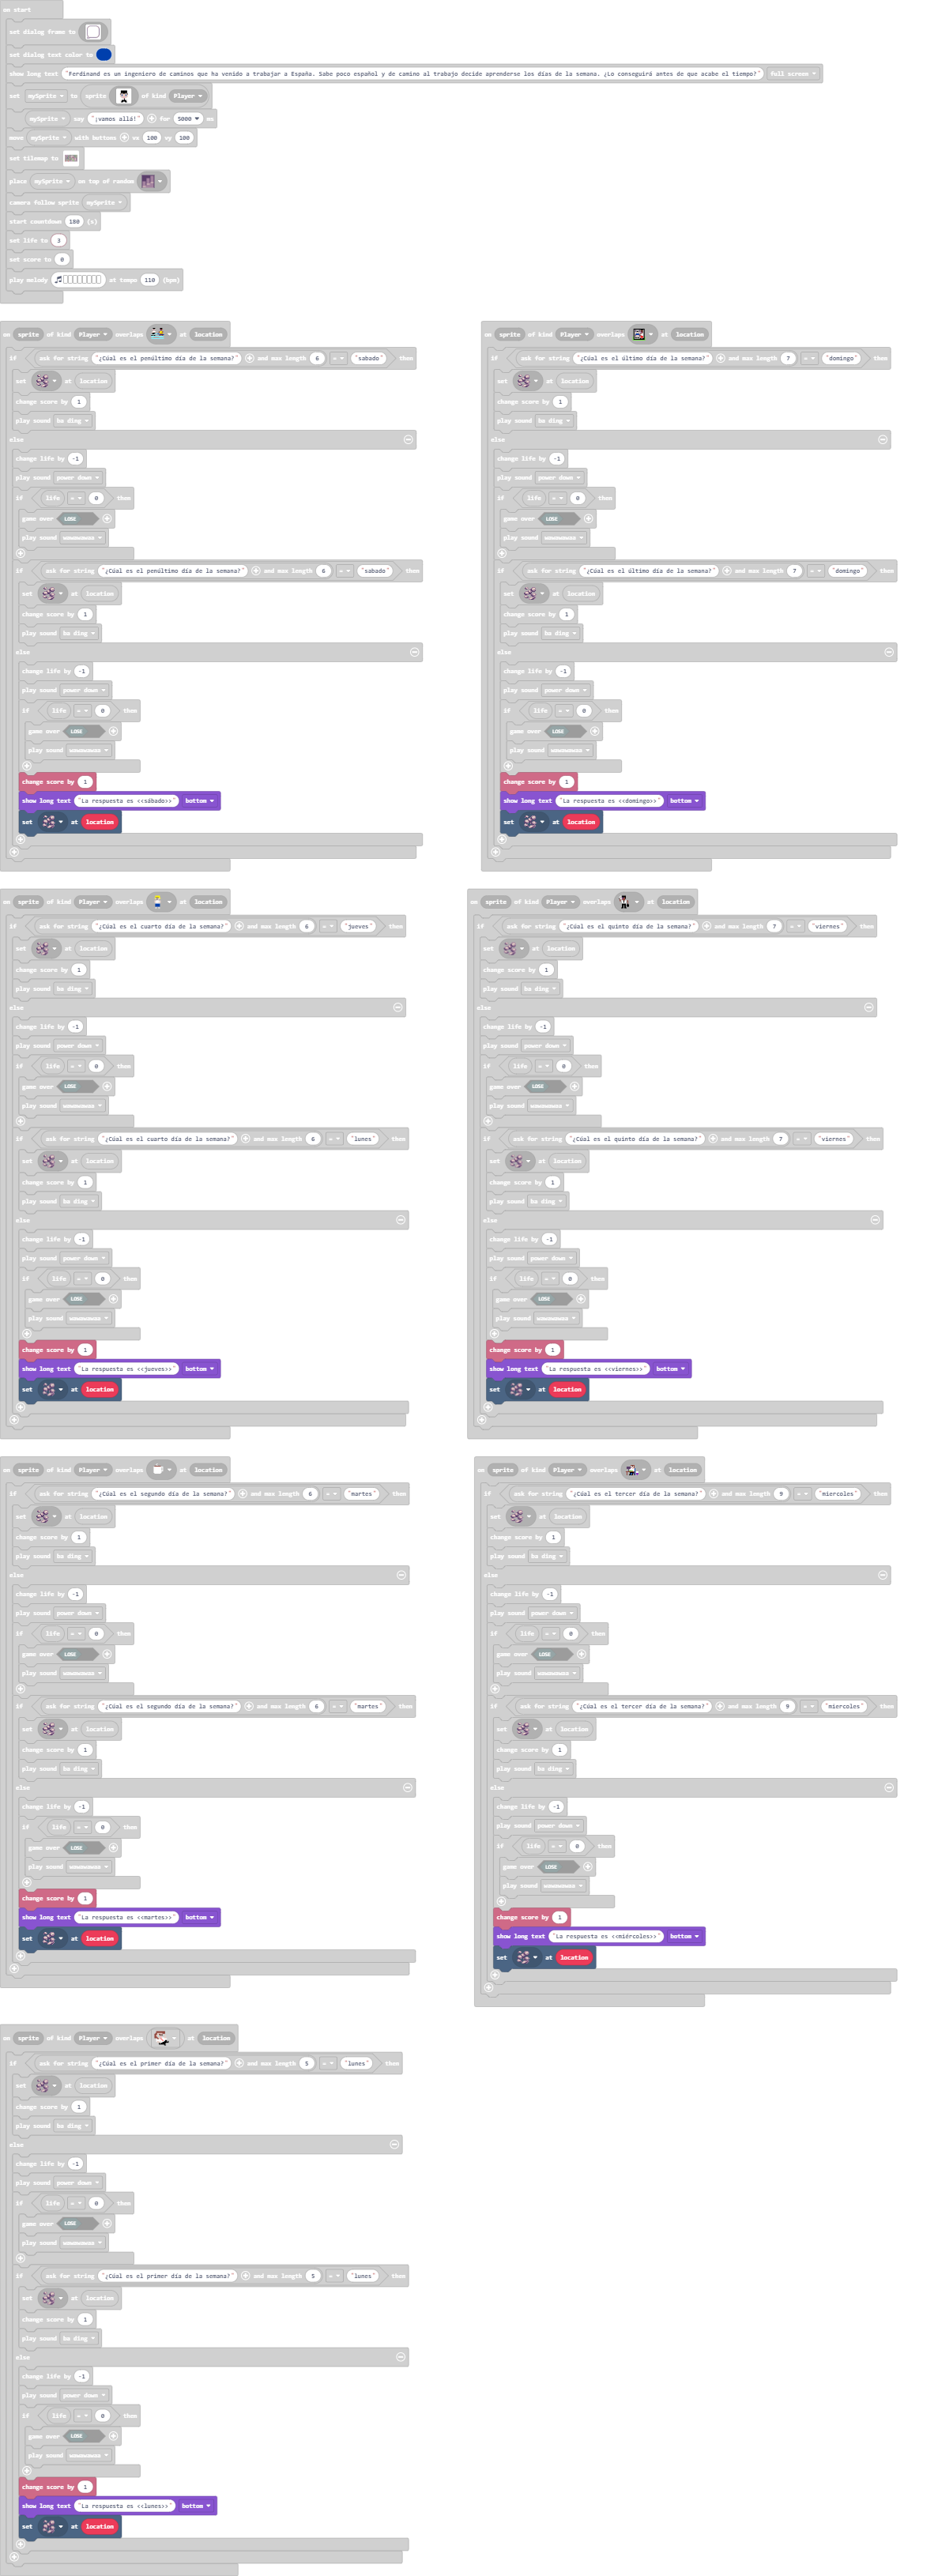 on start
set dialog frame to
set dialog text color to
show long text "Ferdinand es un ingeniero de caminos que ha venido a trabajar a España. Sabe poco español y de camino al trabajo decide aprenderse los días de la semana. ¿Lo conseguirá antes de que acabe el tiempo?" full screen
set mySprite to sprite of kind Player
mySprite say "¡vamos allá!" for 5000 ms
move mySprite with buttons vx 100 vy 100
set tilemap to
place mySprite on top of random
camera follow sprite mySprite
start countdown 180 (s)
set life to 3
set score to 0
play melody at tempo 110 (bpm)
on sprite of kind Player overlaps at location
if ask for string "¿Cúal es el penúltimo día de la semana?" and max length 6 = "sabado" then
set at location
change score by 1
play sound ba ding
else
change life by -1
play sound power down
if life = 0 then
game over LOSE
play sound wawawawaa
if ask for string "¿Cúal es el penúltimo día de la semana?" and max length 6 = "sabado" then
set at location
change score by 1
play sound ba ding
else
change life by -1
play sound power down
if life = 0 then
game over LOSE
play sound wawawawaa
change score by 1
show long text "La respuesta es <<sábado>>" bottom
set at location
on sprite of kind Player overlaps at location
if ask for string "¿Cúal es el último día de la semana?" and max length 7 = "domingo" then
set at location
change score by 1
play sound ba ding
else
change life by -1
play sound power down
if life = 0 then
game over LOSE
play sound wawawawaa
if ask for string "¿Cúal es el último día de la semana?" and max length 7 = "domingo" then
set at location
change score by 1
play sound ba ding
else
change life by -1
play sound power down
if life = 0 then
game over LOSE
play sound wawawawaa
change score by 1
show long text "La respuesta es <<domingo>>" bottom
set at location
on sprite of kind Player overlaps at location
if ask for string "¿Cúal es el cuarto día de la semana?" and max length 6 = "jueves" then
set at location
change score by 1
play sound ba ding
else
change life by -1
play sound power down
if life = 0 then
game over LOSE
play sound wawawawaa
if ask for string "¿Cúal es el cuarto día de la semana?" and max length 6 = "lunes" then
set at location
change score by 1
play sound ba ding
else
change life by -1
play sound power down
if life = 0 then
game over LOSE
play sound wawawawaa
change score by 1
show long text "La respuesta es <<jueves>>" bottom
set at location
on sprite of kind Player overlaps at location
if ask for string "¿Cúal es el quinto día de la semana?" and max length 7 = "viernes" then
set at location
change score by 1
play sound ba ding
else
change life by -1
play sound power down
if life = 0 then
game over LOSE
play sound wawawawaa
if ask for string "¿Cúal es el quinto día de la semana?" and max length 7 = "viernes" then
set at location
change score by 1
play sound ba ding
else
change life by -1
play sound power down
if life = 0 then
game over LOSE
play sound wawawawaa
change score by 1
show long text "La respuesta es <<viernes>>" bottom
set at location
on sprite of kind Player overlaps at location
if ask for string "¿Cúal es el segundo día de la semana?" and max length 6 = "martes" then
set at location
change score by 1
play sound ba ding
else
change life by -1
play sound power down
if life = 0 then
game over LOSE
play sound wawawawaa
if ask for string "¿Cúal es el segundo día de la semana?" and max length 6 = "martes" then
set at location
change score by 1
play sound ba ding
else
change life by -1
if life = 0 then
game over LOSE
play sound wawawawaa
change score by 1
show long text "La respuesta es <<martes>>" bottom
set at location
on sprite of kind Player overlaps at location
if ask for string "¿Cúal es el tercer día de la semana?" and max length 9 = "miercoles" then
set at location
change score by 1
play sound ba ding
else
change life by -1
play sound power down
if life = 0 then
game over LOSE
play sound wawawawaa
if ask for string "¿Cúal es el tercer día de la semana?" and max length 9 = "miercoles" then
set at location
change score by 1
play sound ba ding
else
change life by -1
play sound power down
if life = 0 then
game over LOSE
play sound wawawawaa
change score by 1
show long text "La respuesta es <<miércoles>>" bottom
set at location
on sprite of kind Player overlaps at location
if ask for string "¿Cúal es el primer día de la semana?" and max length 5 = "lunes" then
set at location
change score by 1
play sound ba ding
else
change life by -1
play sound power down
if life = 0 then
game over LOSE
play sound wawawawaa
if ask for string "¿Cúal es el primer día de la semana?" and max length 5 = "lunes" then
set at location
change score by 1
play sound ba ding
else
change life by -1
play sound power down
if life = 0 then
game over LOSE
play sound wawawawaa
change score by 1
show long text "La respuesta es <<lunes>>" bottom
set at location